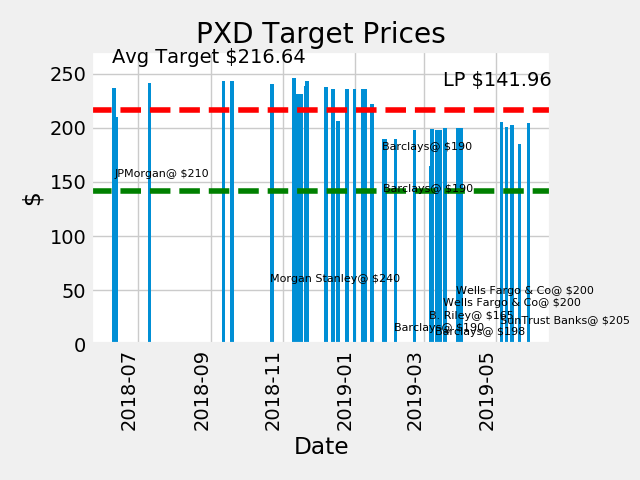 PXD Target Prices
Avg Target $216.64
LP $141.96
250
200
150
100
50
0
$
Barclays@ $190
JPMorgan@ $210
Barclays@ $190
Morgan Stanley@ $240
Wells Fargo & Co@ $200
Wells Fargo & Co@ $200
B. Riley@ $165
SunTrust Banks@ $205
Barclays@ $190
Barclays@ $198
2018-07
2018-09
2018-11
2019-01
2019-03
2019-05
Date